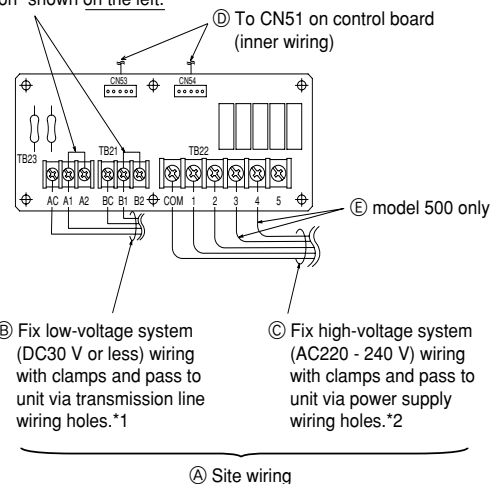 on" shown on the left.
Ⓓ To CN51 on control board
(inner wiring)
CN53
CN54
TB23
TB21
TB22
AC A1 A2 BC B1 B2 COM 1 2 3 4 5
Ⓔ model 500 only
Ⓑ Fix low-voltage system
(DC30 V or less) wiring
with clamps and pass to
unit via transmission line
wiring holes.*1
Ⓒ Fix high-voltage system
(AC220 - 240 V) wiring
with clamps and pass to
unit via power supply
wiring holes.*2
Ⓐ Site wiring